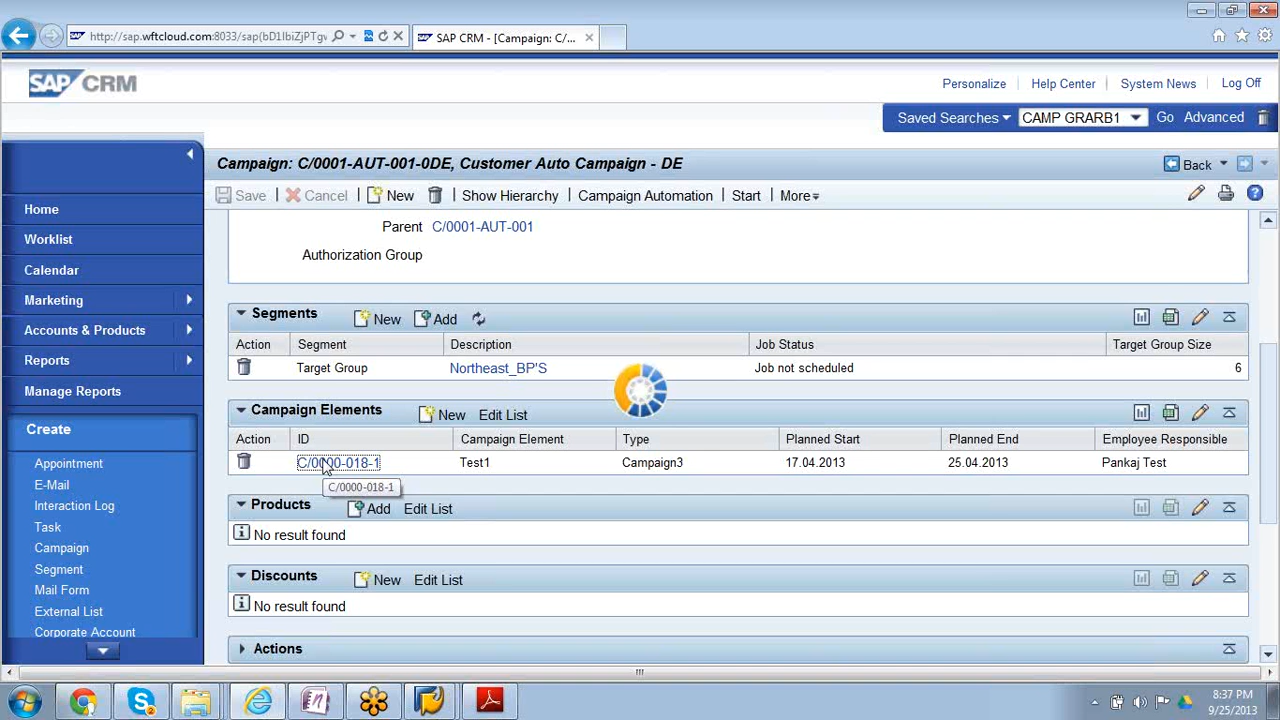 http://sap.wftcloud.com:8033/sap(bD1lbiZjPTgv
SAP CRM - [Campaign: C/...
SAP CRM
Personalize | Help Center | System News | Log Off
Saved Searches CAMP GRARB1 Go Advanced
Campaign: C/0001-AUT-001-0DE, Customer Auto Campaign - DE
Back
Save | Cancel | New Show Hierarchy | Campaign Automation | Start | More
Home
Worklist
Calendar
Marketing
Accounts & Products
Reports
Manage Reports
Create
Appointment
E-Mail
Interaction Log
Task
Campaign
Segment
Mail Form
External List
Corporate Account
Parent C/0001-AUT-001
Authorization Group
Segments New Add
Action Segment Description Job Status Target Group Size
Target Group Northeast_BP'S Job not scheduled 6
Campaign Elements New Edit List
Action ID Campaign Element Type Planned Start Planned End Employee Responsible
C/0000-018-1 Test1 Campaign3 17.04.2013 25.04.2013 Pankaj Test
C/0000-018-1
Products Add Edit List
No result found
Discounts New Edit List
No result found
Actions
8:37 PM
9/25/2013